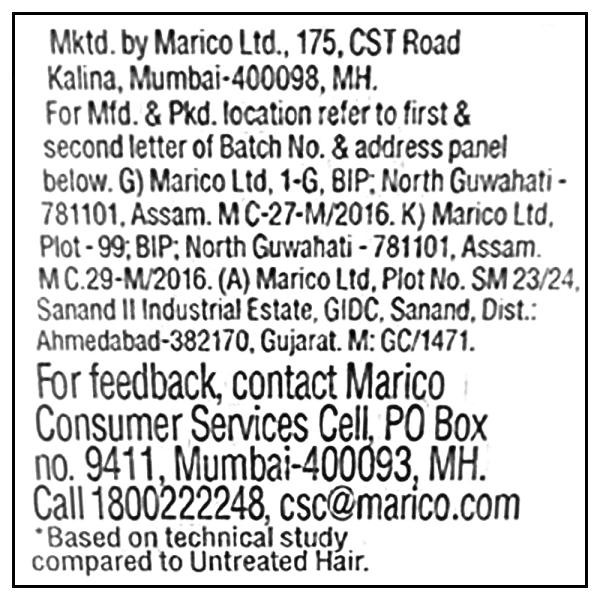 Mktd. by Marico Ltd., 175, CST Road
Kalina, Mumbai-400098, MH.
For Mfd. & Pkd. location refer to first &
second letter of Batch No. & address panel
below. G) Marico Ltd, 1-G, BIP; North Guwahati -
781101, Assam. M C-27-M/2016. K) Marico Ltd,
Plot - 99; BIP; North Guwahati - 781101, Assam.
M C.29-M/2016. (A) Marico Ltd, Plot No. SM 23/24,
Sanand II Industrial Estate, GIDC, Sanand, Dist.:
Ahmedabad-382170, Gujarat. M: GC/1471.
For feedback, contact Marico
Consumer Services Cell, PO Box
no. 9411, Mumbai-400093, MH.
Call 1800222248, csc@marico.com
*Based on technical study
compared to Untreated Hair.